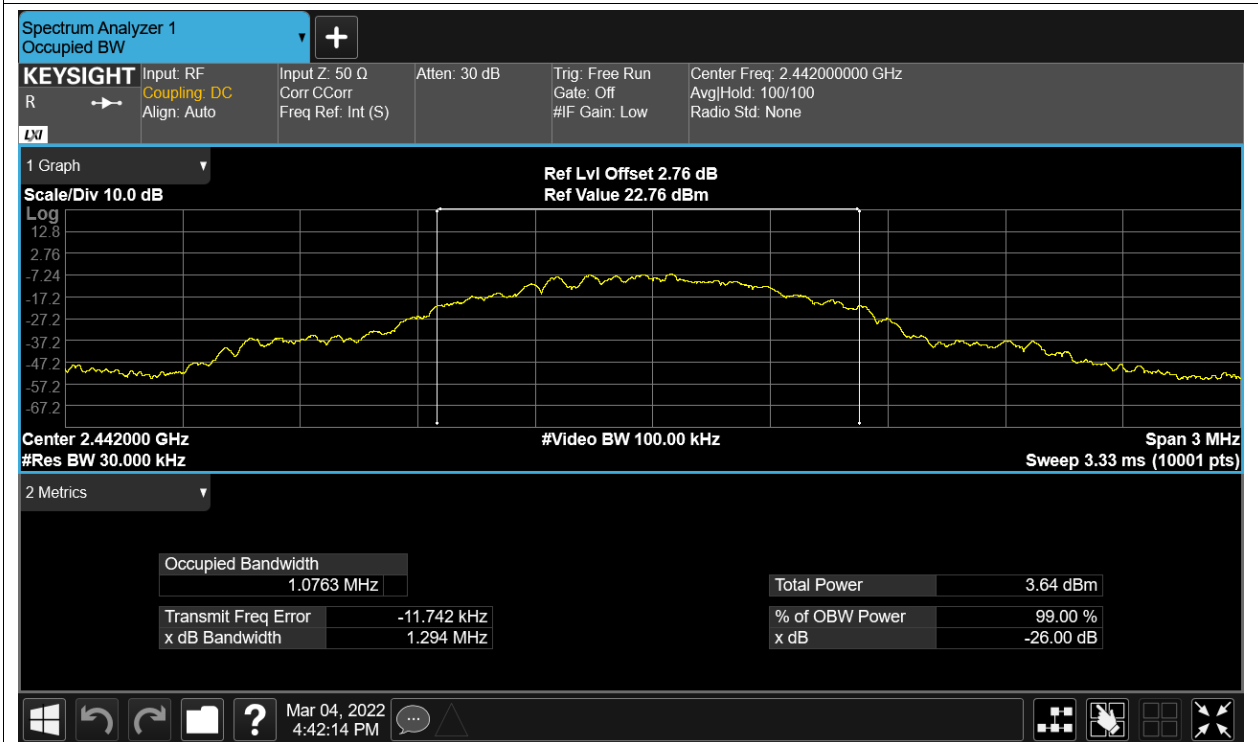 Spectrum Analyzer 1
Occupied BW
KEYSIGHT Input: RF Input Z: 50 Ω Atten: 30 dB Trig: Free Run Center Freq: 2.442000000 GHz
R Coupling: DC Corr CCorr Gate: Off Avg|Hold: 100/100
Align: Auto Freq Ref: Int (S) #IF Gain: Low Radio Std: None
LXI
1 Graph
Ref Lvl Offset 2.76 dB
Scale/Div 10.0 dB Ref Value 22.76 dBm
Log
12.8
2.76
-7.24
-17.2
-27.2
-37.2
-47.2
-57.2
-67.2
Center 2.442000 GHz #Video BW 100.00 kHz Span 3 MHz
#Res BW 30.000 kHz Sweep 3.33 ms (10001 pts)
2 Metrics
Occupied Bandwidth
1.0763 MHz Total Power 3.64 dBm
Transmit Freq Error -11.742 kHz % of OBW Power 99.00 %
x dB Bandwidth 1.294 MHz x dB -26.00 dB
Mar 04, 2022
4:42:14 PM